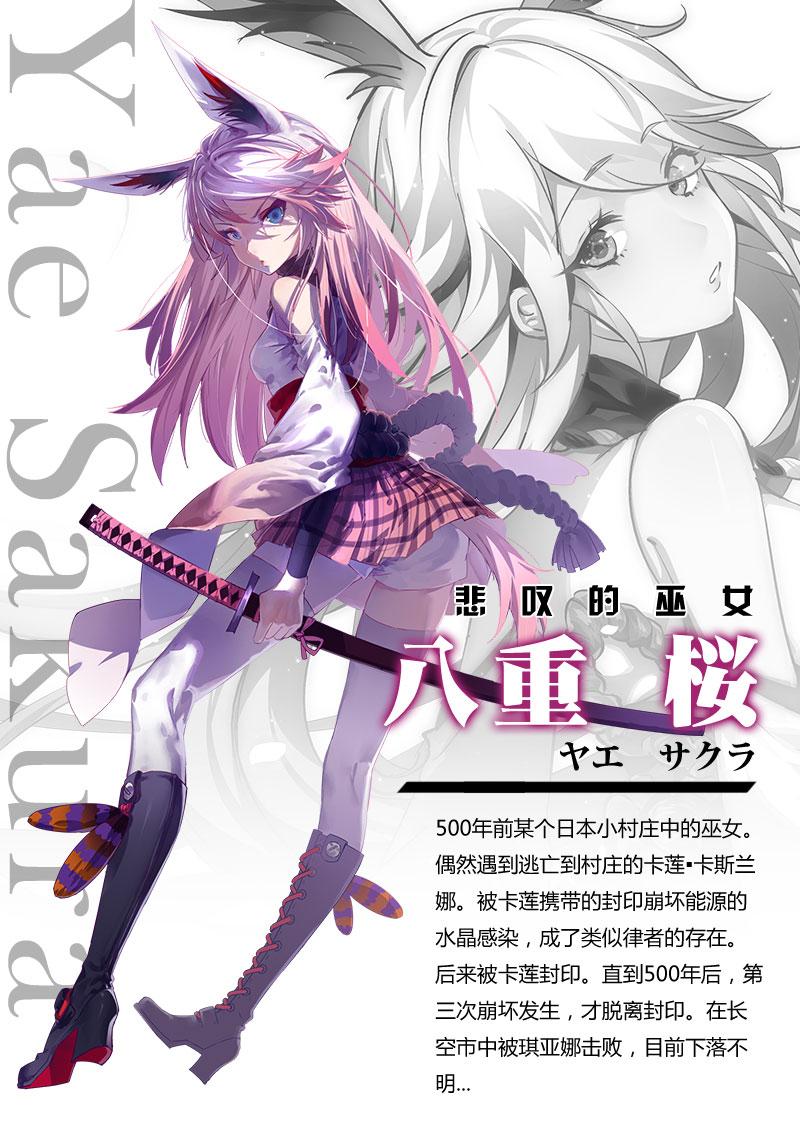 Yae Sakura
悲叹的巫女
八重 桜
ヤエ サクラ
500年前某个日本小村庄中的巫女。
偶然遇到逃亡到村庄的卡莲▪卡斯兰
娜。被卡莲携带的封印崩坏能源的
水晶感染，成了类似律者的存在。
后来被卡莲封印。直到500年后，第
三次崩坏发生，才脱离封印。在长
空市中被琪亚娜击败，目前下落不
明...